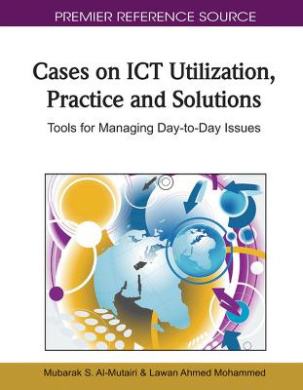 PREMIER REFERENCE SOURCE
Cases on ICT Utilization,
Practice and Solutions
Tools for Managing Day-to-Day Issues
Mubarak S. Al-Mutairi & Lawan Ahmed Mohammed